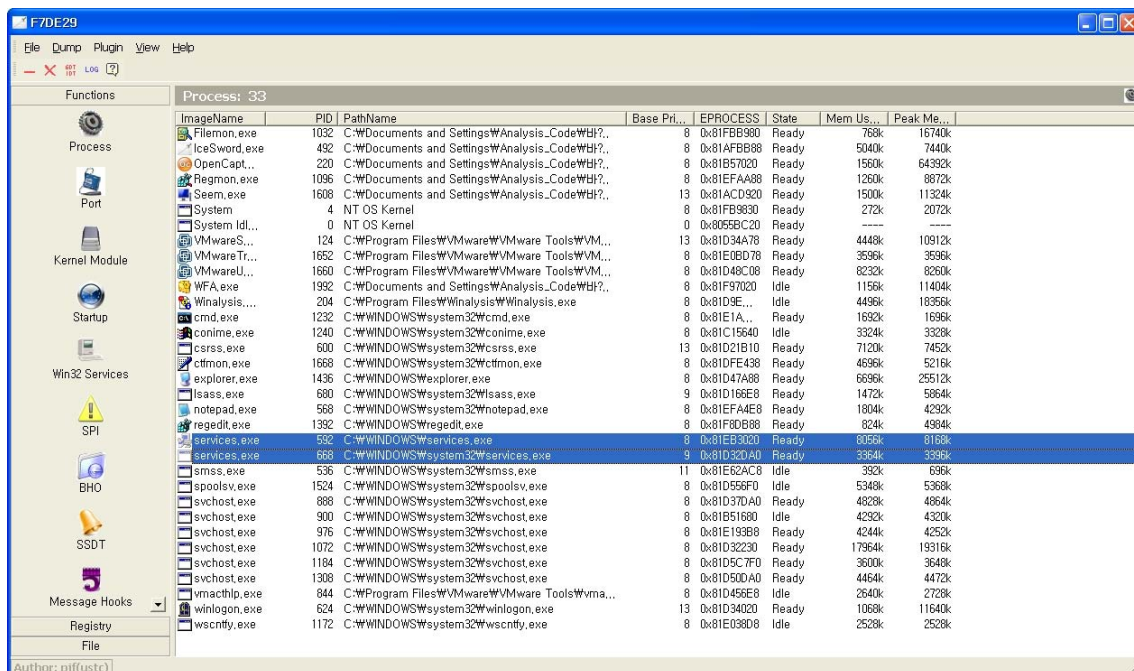 F7DE29
File Dump Plugin View Help
GDT IDT LOG
Functions
Process
Port
Kernel Module
Startup
Win32 Services
SPI
BHO
SSDT
Message Hooks
Registry
File
Process: 33
ImageName PID PathName Base Pri... EPROCESS State Mem Us... Peak Me...
Filemon,exe 1032 C:₩Documents and Settings₩Analysis_Code₩바?,, 8 0x81FBB980 Ready 768k 16740k
IceSword,exe 492 C:₩Documents and Settings₩Analysis_Code₩바?,, 8 0x81AFBB88 Ready 5040k 7440k
OpenCapt,,, 220 C:₩Documents and Settings₩Analysis_Code₩바?,, 8 0x81B57020 Ready 1560k 64392k
Regmon,exe 1096 C:₩Documents and Settings₩Analysis_Code₩바?,, 8 0x81EFAA88 Ready 1260k 8872k
Seem,exe 1608 C:₩Documents and Settings₩Analysis_Code₩바?,, 13 0x81ACD920 Ready 1500k 11324k
System 4 NT OS Kernel 8 0x81FB9830 Ready 272k 2072k
System Idl,,, 0 NT OS Kernel 0 0x8055BC20 Ready ---- ----
VMwareS,,, 124 C:₩Program Files₩VMware₩VMware Tools₩VM,,, 13 0x81D34A78 Ready 4448k 10912k
VMwareTr,,, 1652 C:₩Program Files₩VMware₩VMware Tools₩VM,,, 8 0x81E0BD78 Ready 3596k 3596k
VMwareU,,, 1660 C:₩Program Files₩VMware₩VMware Tools₩VM,,, 8 0x81D48C08 Ready 8232k 8260k
WFA,exe 1992 C:₩Documents and Settings₩Analysis_Code₩바?,, 8 0x81F97020 Idle 1156k 11404k
Winalysis,,,, 204 C:₩Program Files₩Winalysis₩Winalysis,exe 8 0x81D9E,,, Idle 4496k 18356k
cmd,exe 1232 C:₩WINDOWS₩system32₩cmd,exe 8 0x81E1A,,, Ready 1692k 1696k
conime,exe 1240 C:₩WINDOWS₩system32₩conime,exe 8 0x81C15640 Idle 3324k 3328k
csrss,exe 600 C:₩WINDOWS₩system32₩csrss,exe 13 0x81D21B10 Ready 7120k 7452k
ctfmon,exe 1668 C:₩WINDOWS₩system32₩ctfmon,exe 8 0x81DFE438 Ready 4696k 5216k
explorer,exe 1436 C:₩WINDOWS₩explorer,exe 8 0x81D47A88 Ready 6696k 25512k
lsass,exe 680 C:₩WINDOWS₩system32₩lsass,exe 9 0x81D166E8 Ready 1472k 5864k
notepad,exe 568 C:₩WINDOWS₩system32₩notepad,exe 8 0x81EFA4E8 Ready 1804k 4292k
regedit,exe 1392 C:₩WINDOWS₩regedit,exe 8 0x81F8DB88 Ready 824k 4984k
services,exe 592 C:₩WINDOWS₩services,exe 8 0x81EB3020 Ready 8056k 8168k
services,exe 668 C:₩WINDOWS₩system32₩services,exe 9 0x81D32DA0 Ready 3364k 3396k
smss,exe 536 C:₩WINDOWS₩system32₩smss,exe 11 0x81E62AC8 Idle 392k 696k
spoolsv,exe 1524 C:₩WINDOWS₩system32₩spoolsv,exe 8 0x81D556F0 Idle 5348k 5368k
svchost,exe 888 C:₩WINDOWS₩system32₩svchost,exe 8 0x81D37DA0 Ready 4828k 4864k
svchost,exe 900 C:₩WINDOWS₩system32₩svchost,exe 8 0x81B51680 Idle 4292k 4320k
svchost,exe 976 C:₩WINDOWS₩system32₩svchost,exe 8 0x81E193B8 Ready 4244k 4252k
svchost,exe 1072 C:₩WINDOWS₩system32₩svchost,exe 8 0x81D32230 Ready 17964k 19316k
svchost,exe 1184 C:₩WINDOWS₩system32₩svchost,exe 8 0x81D5C7F0 Ready 3600k 3648k
svchost,exe 1308 C:₩WINDOWS₩system32₩svchost,exe 8 0x81D50DA0 Ready 4464k 4472k
vmacthlp,exe 844 C:₩Program Files₩VMware₩VMware Tools₩vma,,, 8 0x81D456E8 Idle 2640k 2728k
winlogon,exe 624 C:₩WINDOWS₩system32₩winlogon,exe 13 0x81D34020 Ready 1068k 11640k
wscntfy,exe 1172 C:₩WINDOWS₩system32₩wscntfy,exe 8 0x81E038D8 Idle 2528k 2528k
Author: pjf(ustc)